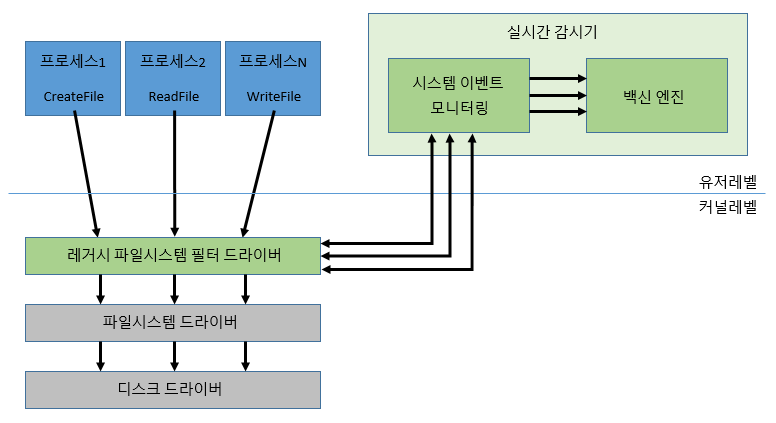 프로세스1
CreateFile
프로세스2
ReadFile
프로세스N
WriteFile
실시간 감시기
시스템 이벤트
모니터링
백신 엔진
유저레벨
커널레벨
레거시 파일시스템 필터 드라이버
파일시스템 드라이버
디스크 드라이버